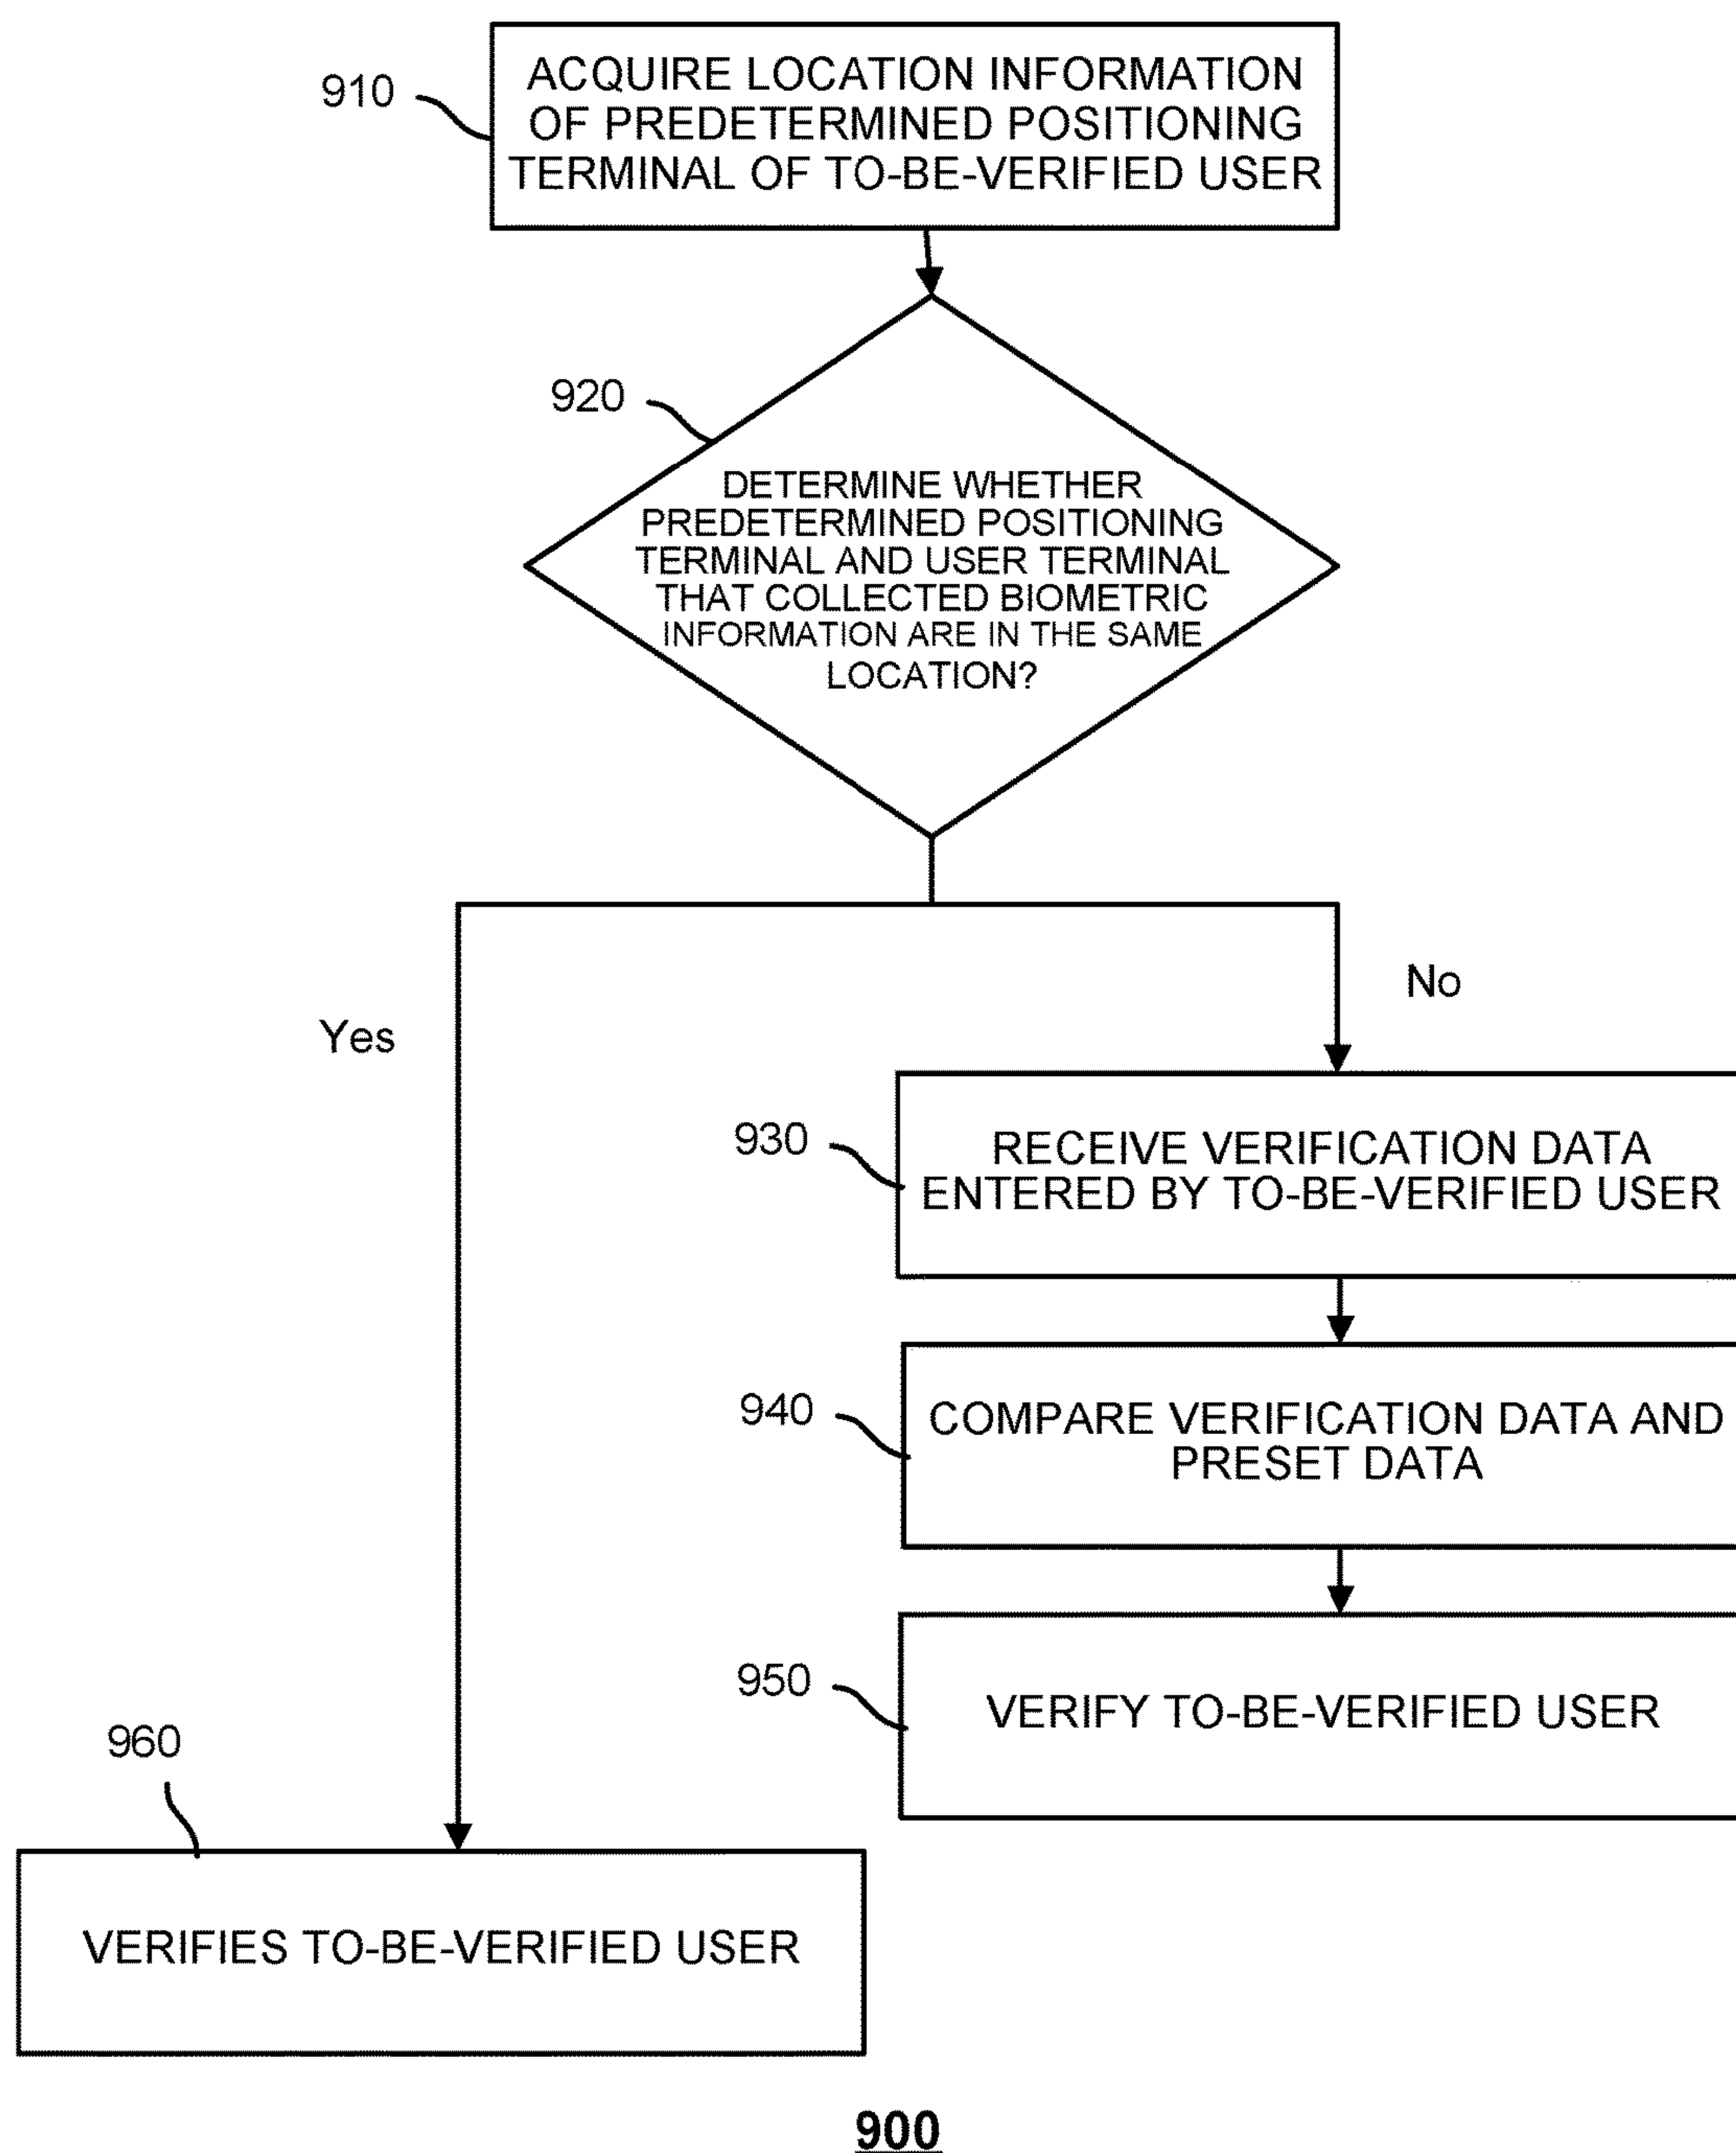 910
ACQUIRE LOCATION INFORMATION
OF PREDETERMINED POSITIONING
TERMINAL OF TO-BE-VERIFIED USER
920
DETERMINE WHETHER
PREDETERMINED POSITIONING
TERMINAL AND USER TERMINAL
THAT COLLECTED BIOMETRIC
INFORMATION ARE IN THE SAME
LOCATION?
Yes
No
930
RECEIVE VERIFICATION DATA
ENTERED BY TO-BE-VERIFIED USER
940
COMPARE VERIFICATION DATA AND
PRESET DATA
950
VERIFY TO-BE-VERIFIED USER
960
VERIFIES TO-BE-VERIFIED USER
900